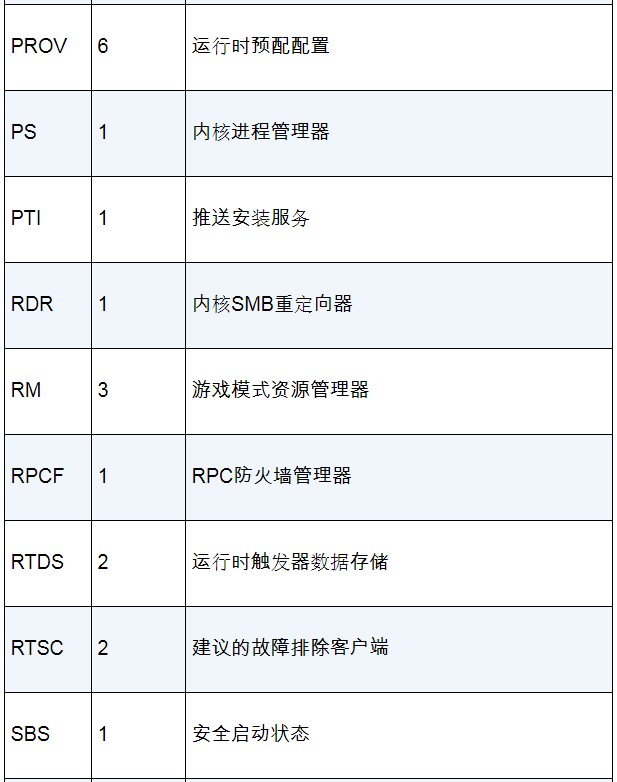 PROV 6 运行时预配配置
PS 1 内核进程管理器
PTI 1 推送安装服务
RDR 1 内核SMB重定向器
RM 3 游戏模式资源管理器
RPCF 1 RPC防火墙管理器
RTDS 2 运行时触发器数据存储
RTSC 2 建议的故障排除客户端
SBS 1 安全启动状态